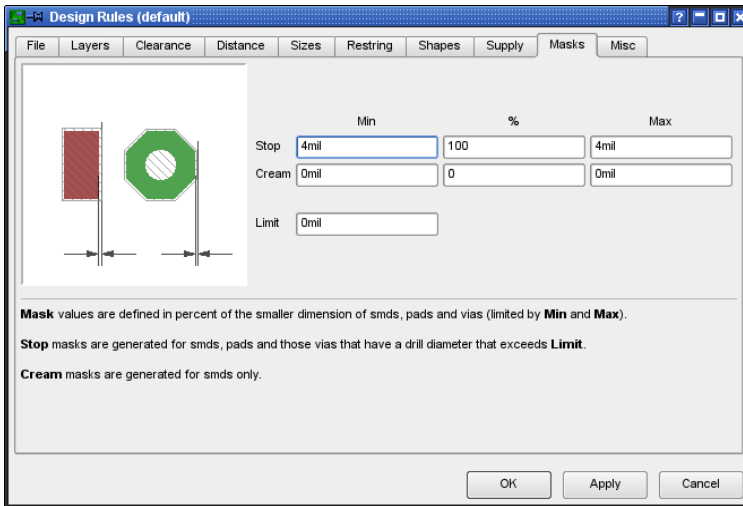 Design Rules (default)
File Layers Clearance Distance Sizes Restring Shapes Supply Masks Misc
Min % Max
Stop 4mil 100 4mil
Cream 0mil 0 0mil
Limit 0mil
Mask values are defined in percent of the smaller dimension of smds, pads and vias (limited by Min and Max).
Stop masks are generated for smds, pads and those vias that have a drill diameter that exceeds Limit.
Cream masks are generated for smds only.
OK Apply Cancel